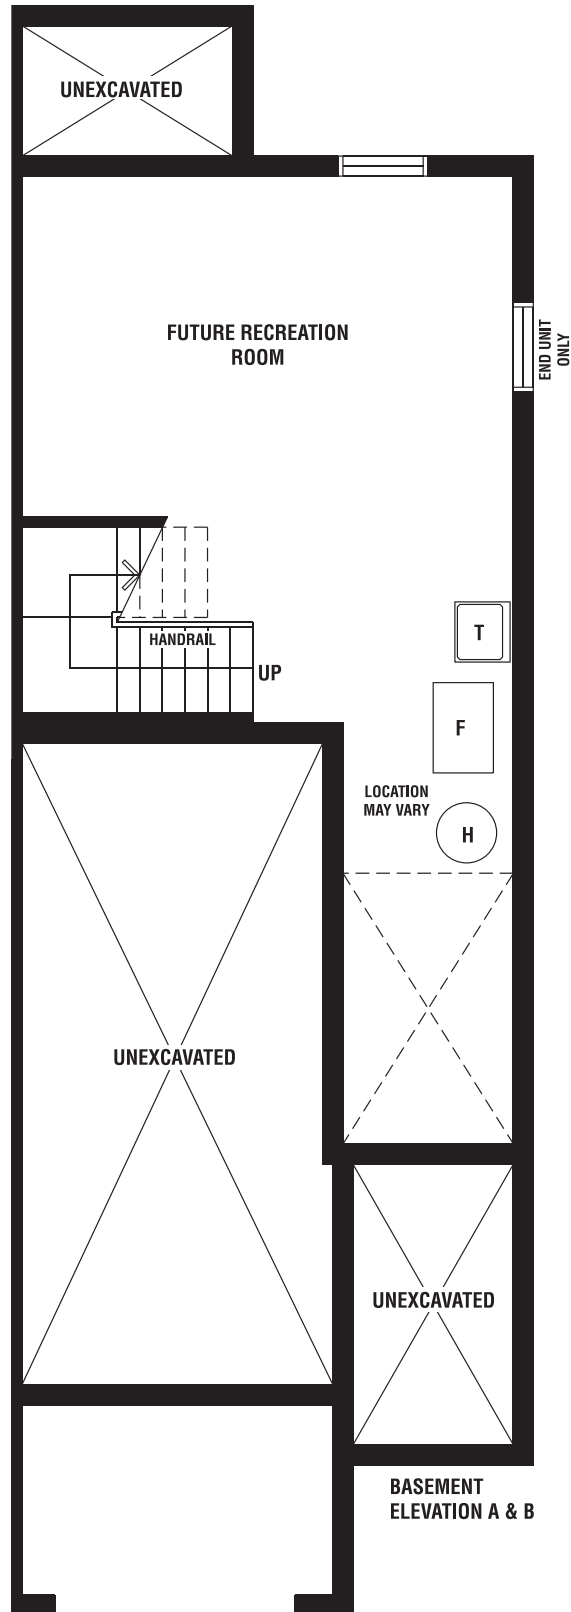 UNEXCAVATED
FUTURE RECREATION
ROOM
END UNIT
ONLY
HANDRAIL
UP
T
F
LOCATION
MAY VARY
H
UNEXCAVATED
UNEXCAVATED
BASEMENT
ELEVATION A & B